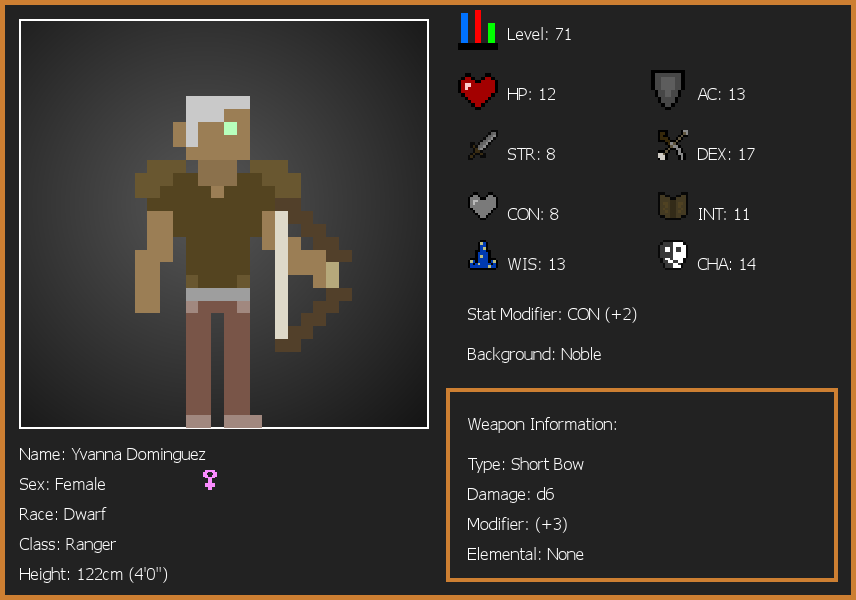 Level: 71
HP: 12
AC: 13
STR: 8
DEX: 17
CON: 8
INT: 11
WIS: 13
CHA: 14
Stat Modifier: CON (+2)
Background: Noble
Weapon Information:
Type: Short Bow
Damage: d6
Modifier: (+3)
Elemental: None
Name: Yvanna Dominguez
Sex: Female
Race: Dwarf
Class: Ranger
Height: 122cm (4'0")